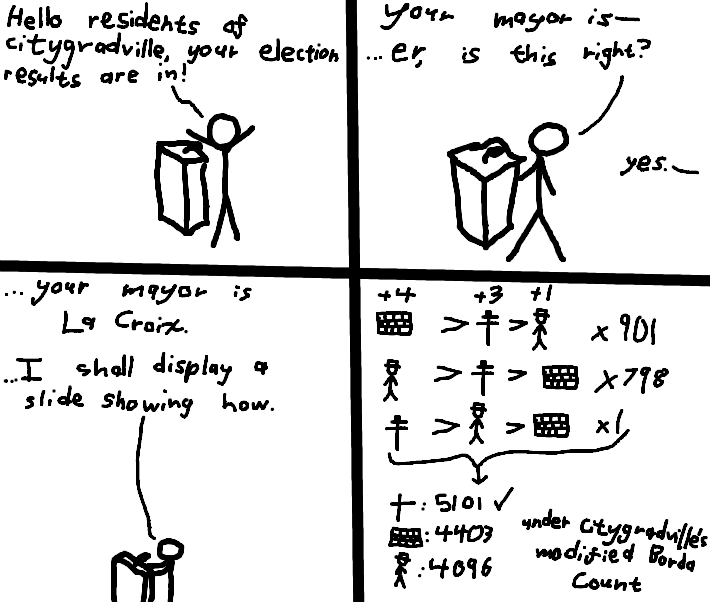 Hello residents of
citygradville, your election
results are in!
your mayor is—
...er, is this right?
yes.
...your mayor is
La Croix.
...I shall display a
slide showing how.
+4 +3 +1
> > x 901
> > x 798
> > x1
: 5101 ✓
: 4403
: 4096
under Citygradville's
modified Borda
Count